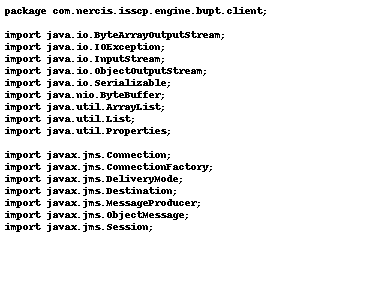 package com.nercis.isscp.engine.bupt.client;
import java.io.ByteArrayOutputStream;
import java.io.IOException;
import java.io.InputStream;
import java.io.ObjectOutputStream;
import java.io.Serializable;
import java.nio.ByteBuffer;
import java.util.ArrayList;
import java.util.List;
import java.util.Properties;
import javax.jms.Connection;
import javax.jms.ConnectionFactory;
import javax.jms.DeliveryMode;
import javax.jms.Destination;
import javax.jms.MessageProducer;
import javax.jms.ObjectMessage;
import javax.jms.Session;